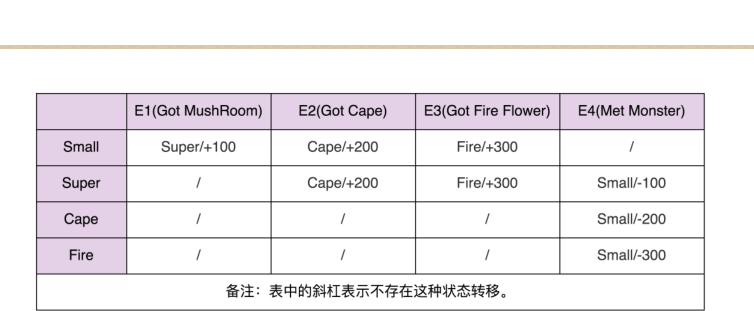 E1(Got MushRoom) E2(Got Cape) E3(Got Fire Flower) E4(Met Monster)
Small Super/+100 Cape/+200 Fire/+300 /
Super / Cape/+200 Fire/+300 Small/-100
Cape / / / Small/-200
Fire / / / Small/-300
备注：表中的斜杠表示不存在这种状态转移。